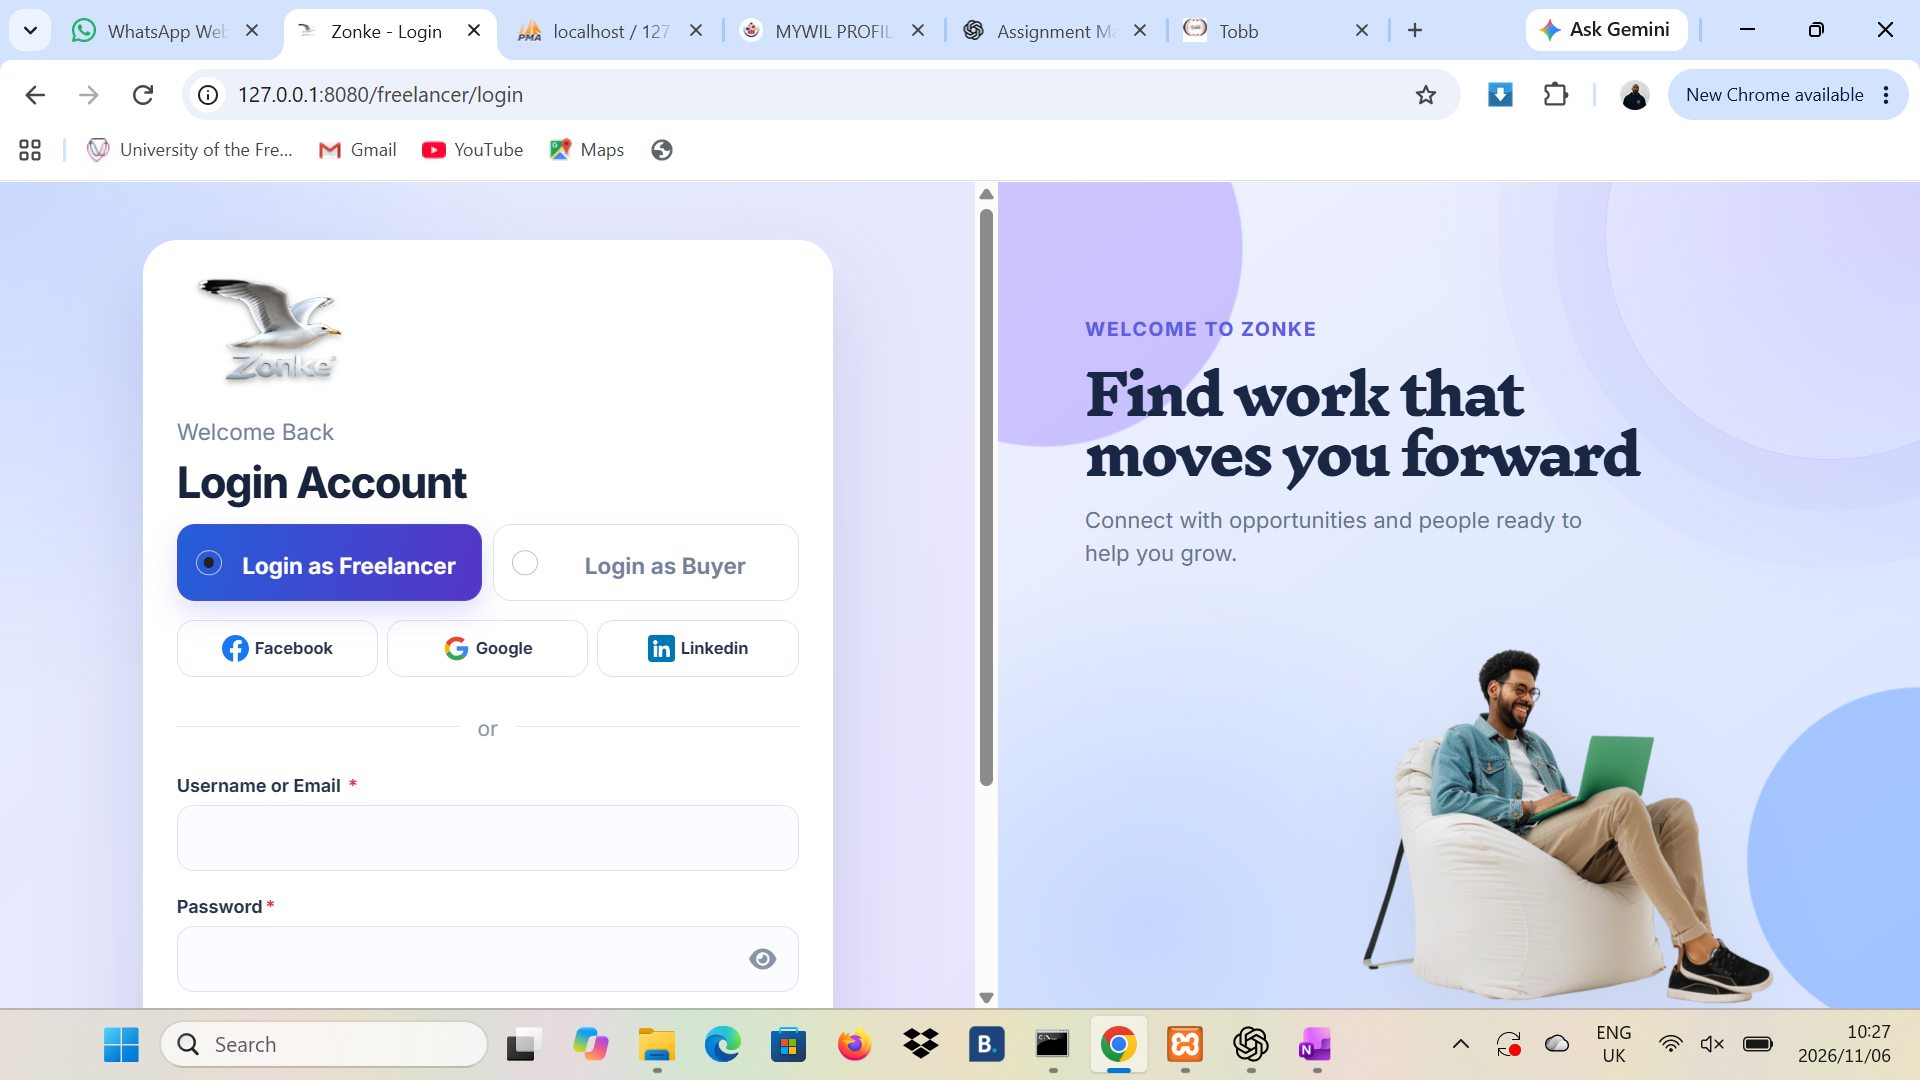 WhatsApp Web
Zonke - Login
localhost / 127
MYWIL PROFIL
Assignment Ma
Tobb
Ask Gemini
127.0.0.1:8080/freelancer/login
New Chrome available
University of the Fre...
Gmail
YouTube
Maps
Zonke
Welcome Back
Login Account
Login as Freelancer
Login as Buyer
Facebook
Google
Linkedin
or
Username or Email *
Password *
WELCOME TO ZONKE
Find work that
moves you forward
Connect with opportunities and people ready to
help you grow.
Search
ENG
UK
10:27
2026/11/06